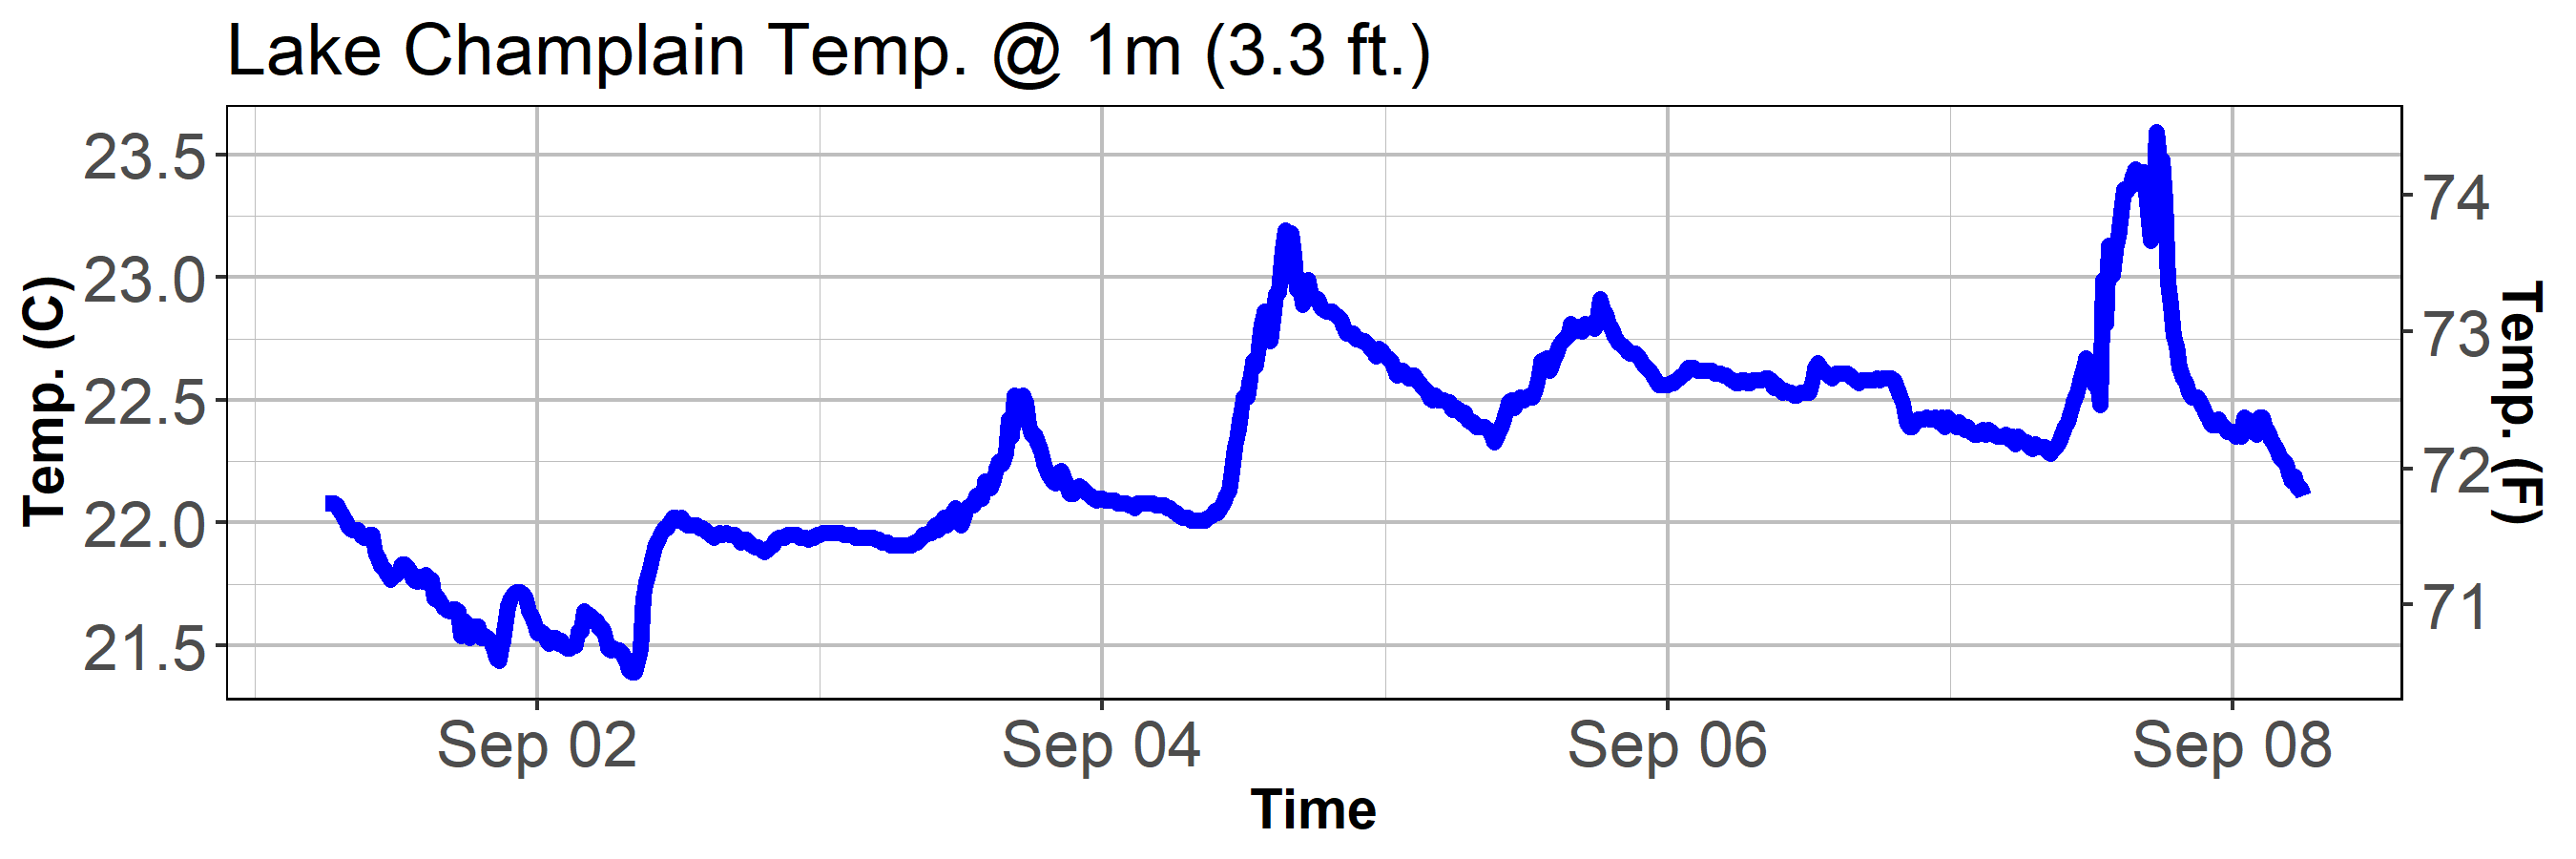 Lake Champlain Temp. @ 1m (3.3 ft.)
23.5
23.0
22.5
22.0
21.5
Temp. (C)
74
73
72
71
Temp. (F)
Sep 02
Sep 04
Sep 06
Sep 08
Time